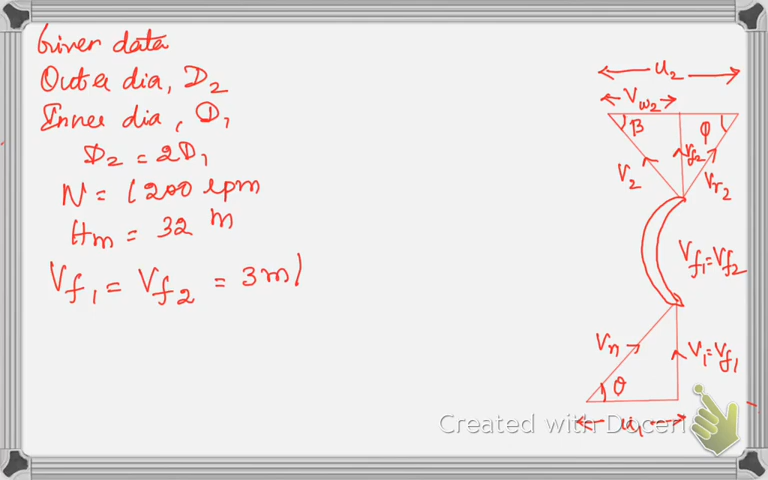 Given data
Outer dia, D₂
Inner dia, D₁
D₂ = 2D₁
N = 1200 rpm
Hm = 32 m
Vf₁ = Vf₂ = 3m/
u₂
Vw₂
β φ
V₂ Vf₂ Vr₂
Vf₁=Vf₂
Vr₁ V₁=Vf₁
θ
u₁
Created with Doceri